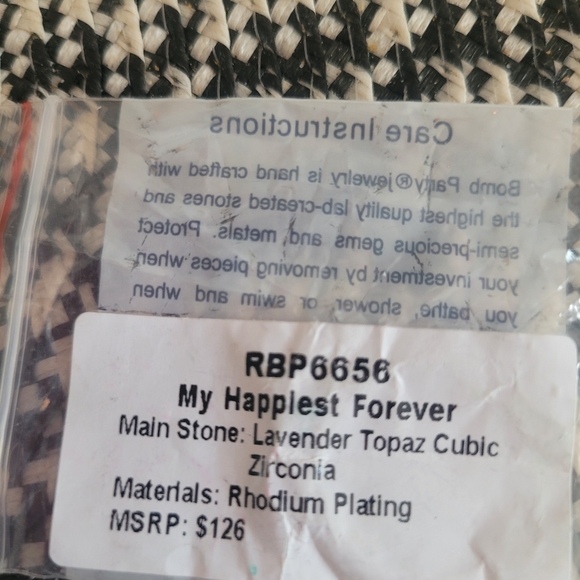 Care Instructions
Bomb Party® jewelry is hand crafted with
the highest quality lab-created stones and
semi-precious gems and metals. Protect
your investment by removing pieces when
you bathe, shower, or swim and when
RBP6656
My Happiest Forever
Main Stone: Lavender Topaz Cubic
Zirconia
Materials: Rhodium Plating
MSRP: $126